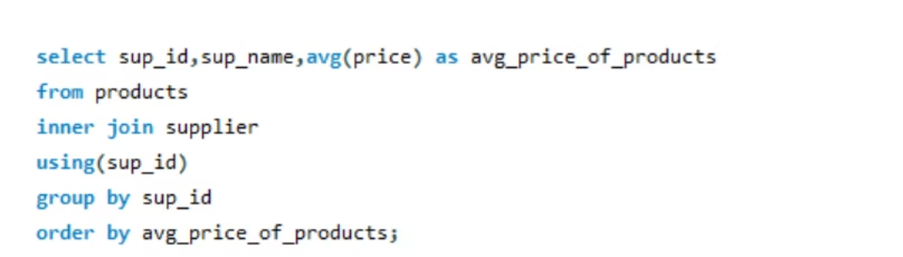 select sup_id,sup_name,avg(price) as avg_price_of_products
from products
inner join supplier
using(sup_id)
group by sup_id
order by avg_price_of_products;